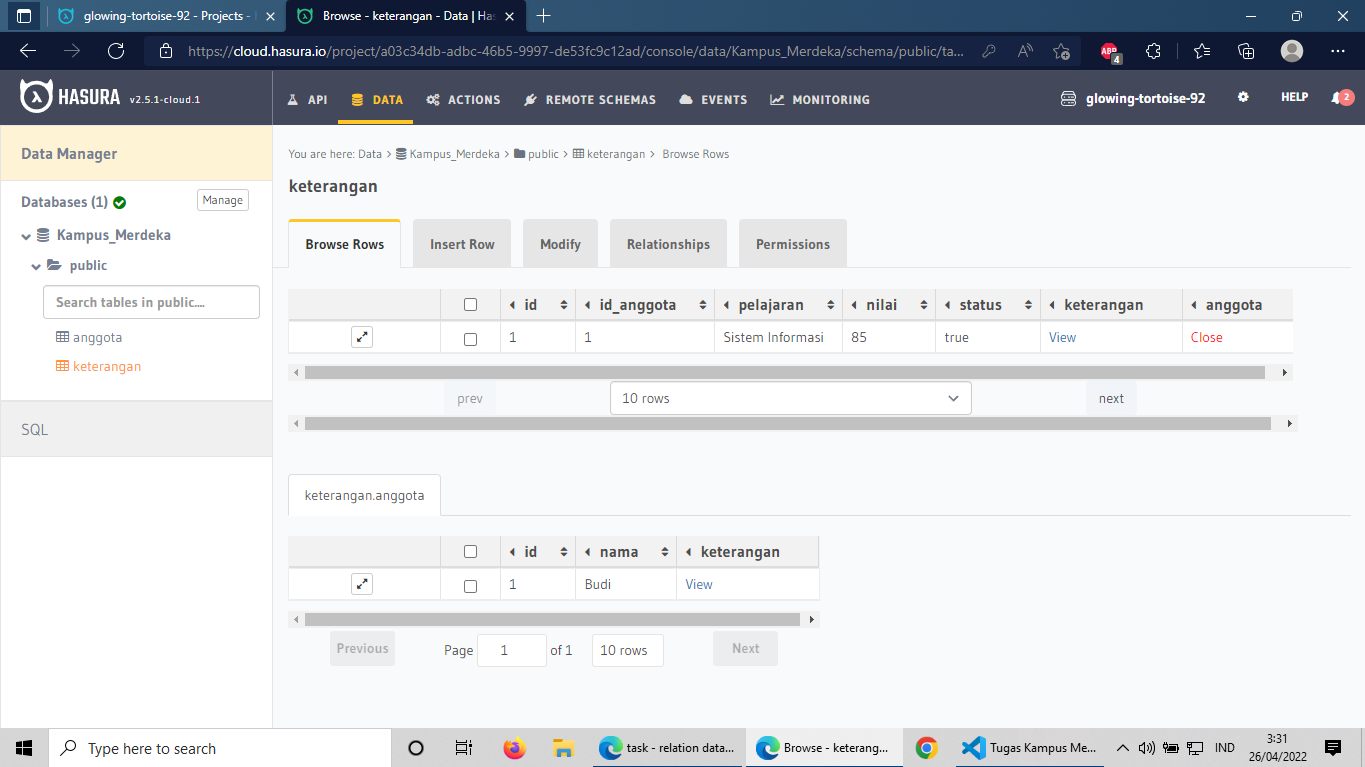 glowing-tortoise-92 - Projects -
Browse - keterangan - Data | Has
https://cloud.hasura.io/project/a03c34db-adbc-46b5-9997-de53fc9c12ad/console/data/Kampus_Merdeka/schema/public/ta...
ABP
4
HASURA v2.5.1-cloud.1
API DATA ACTIONS REMOTE SCHEMAS EVENTS MONITORING
glowing-tortoise-92 HELP 2
Data Manager
You are here: Data > Kampus_Merdeka > public > keterangan > Browse Rows
keterangan
Databases (1) Manage
Kampus_Merdeka
public
Search tables in public....
anggota
keterangan
SQL
Browse Rows Insert Row Modify Relationships Permissions
id id_anggota pelajaran nilai status keterangan anggota
1 1 Sistem Informasi 85 true View Close
prev 10 rows next
keterangan.anggota
id nama keterangan
1 Budi View
Previous Page 1 of 1 10 rows Next
Type here to search
task - relation data...
Browse - keterang...
Tugas Kampus Me...
IND
3:31
26/04/2022